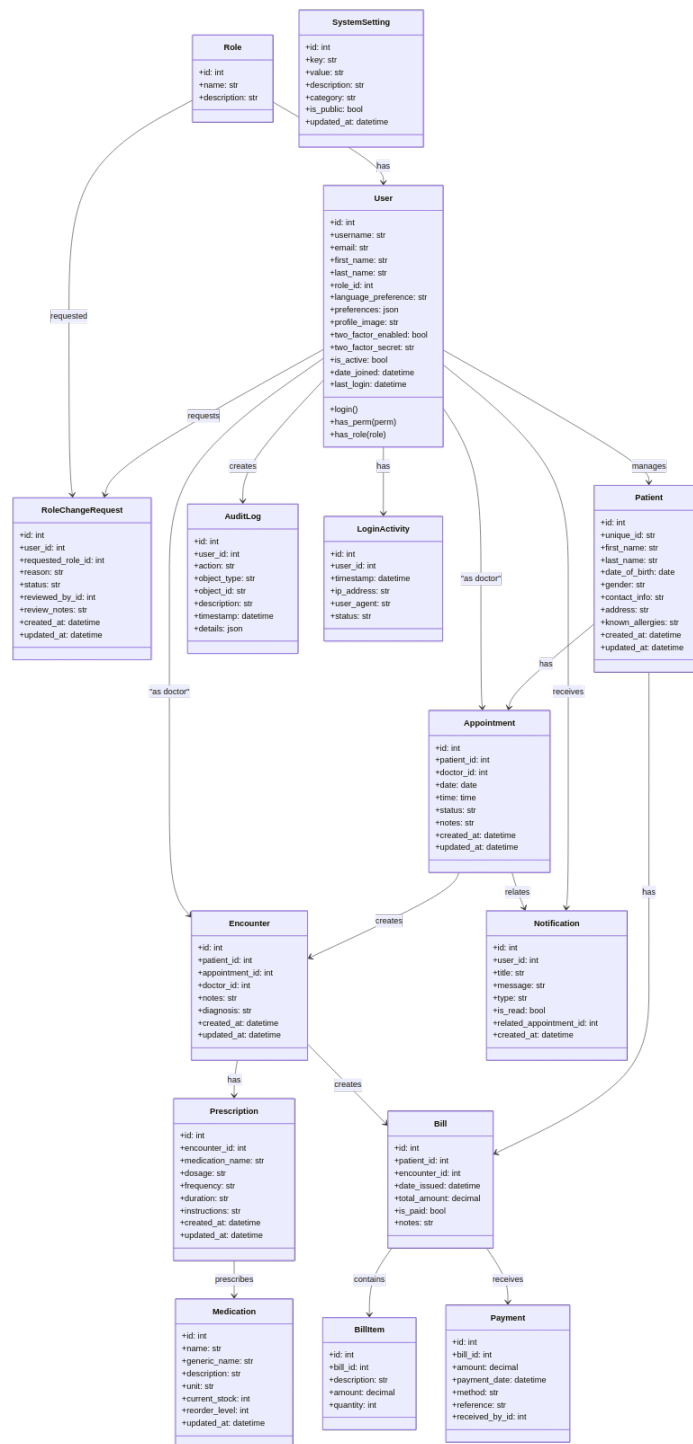 SystemSetting
+id: int
+key: str
+value: str
+description: str
+category: str
+is_public: bool
+updated_at: datetime
Role
+id: int
+name: str
+description: str
has
User
+id: int
+username: str
+email: str
+first_name: str
+last_name: str
+role_id: int
+language_preference: str
+preferences: json
+profile_image: str
+two_factor_enabled: bool
+two_factor_secret: str
+is_active: bool
+date_joined: datetime
+last_login: datetime
+login()
+has_perm(perm)
+has_role(role)
requested
requests
creates
has
manages
RoleChangeRequest
+id: int
+user_id: int
+requested_role_id: int
+reason: str
+status: str
+reviewed_by_id: int
+review_notes: str
+created_at: datetime
+updated_at: datetime
AuditLog
+id: int
+user_id: int
+action: str
+object_type: str
+object_id: str
+description: str
+timestamp: datetime
+details: json
LoginActivity
+id: int
+user_id: int
+timestamp: datetime
+ip_address: str
+user_agent: str
+status: str
"as doctor"
Patient
+id: int
+unique_id: str
+first_name: str
+last_name: str
+date_of_birth: date
+gender: str
+contact_info: str
+address: str
+known_allergies: str
+created_at: datetime
+updated_at: datetime
"as doctor"
has
receives
Appointment
+id: int
+patient_id: int
+doctor_id: int
+date: date
+time: time
+status: str
+notes: str
+created_at: datetime
+updated_at: datetime
creates
relates
has
Encounter
+id: int
+patient_id: int
+appointment_id: int
+doctor_id: int
+notes: str
+diagnosis: str
+created_at: datetime
+updated_at: datetime
Notification
+id: int
+user_id: int
+title: str
+message: str
+type: str
+is_read: bool
+related_appointment_id: int
+created_at: datetime
has
creates
Prescription
+id: int
+encounter_id: int
+medication_name: str
+dosage: str
+frequency: str
+duration: str
+instructions: str
+created_at: datetime
+updated_at: datetime
Bill
+id: int
+patient_id: int
+encounter_id: int
+date_issued: datetime
+total_amount: decimal
+is_paid: bool
+notes: str
prescribes
contains
receives
Medication
+id: int
+name: str
+generic_name: str
+description: str
+unit: str
+current_stock: int
+reorder_level: int
+updated_at: datetime
BillItem
+id: int
+bill_id: int
+description: str
+amount: decimal
+quantity: int
Payment
+id: int
+bill_id: int
+amount: decimal
+payment_date: datetime
+method: str
+reference: str
+received_by_id: int